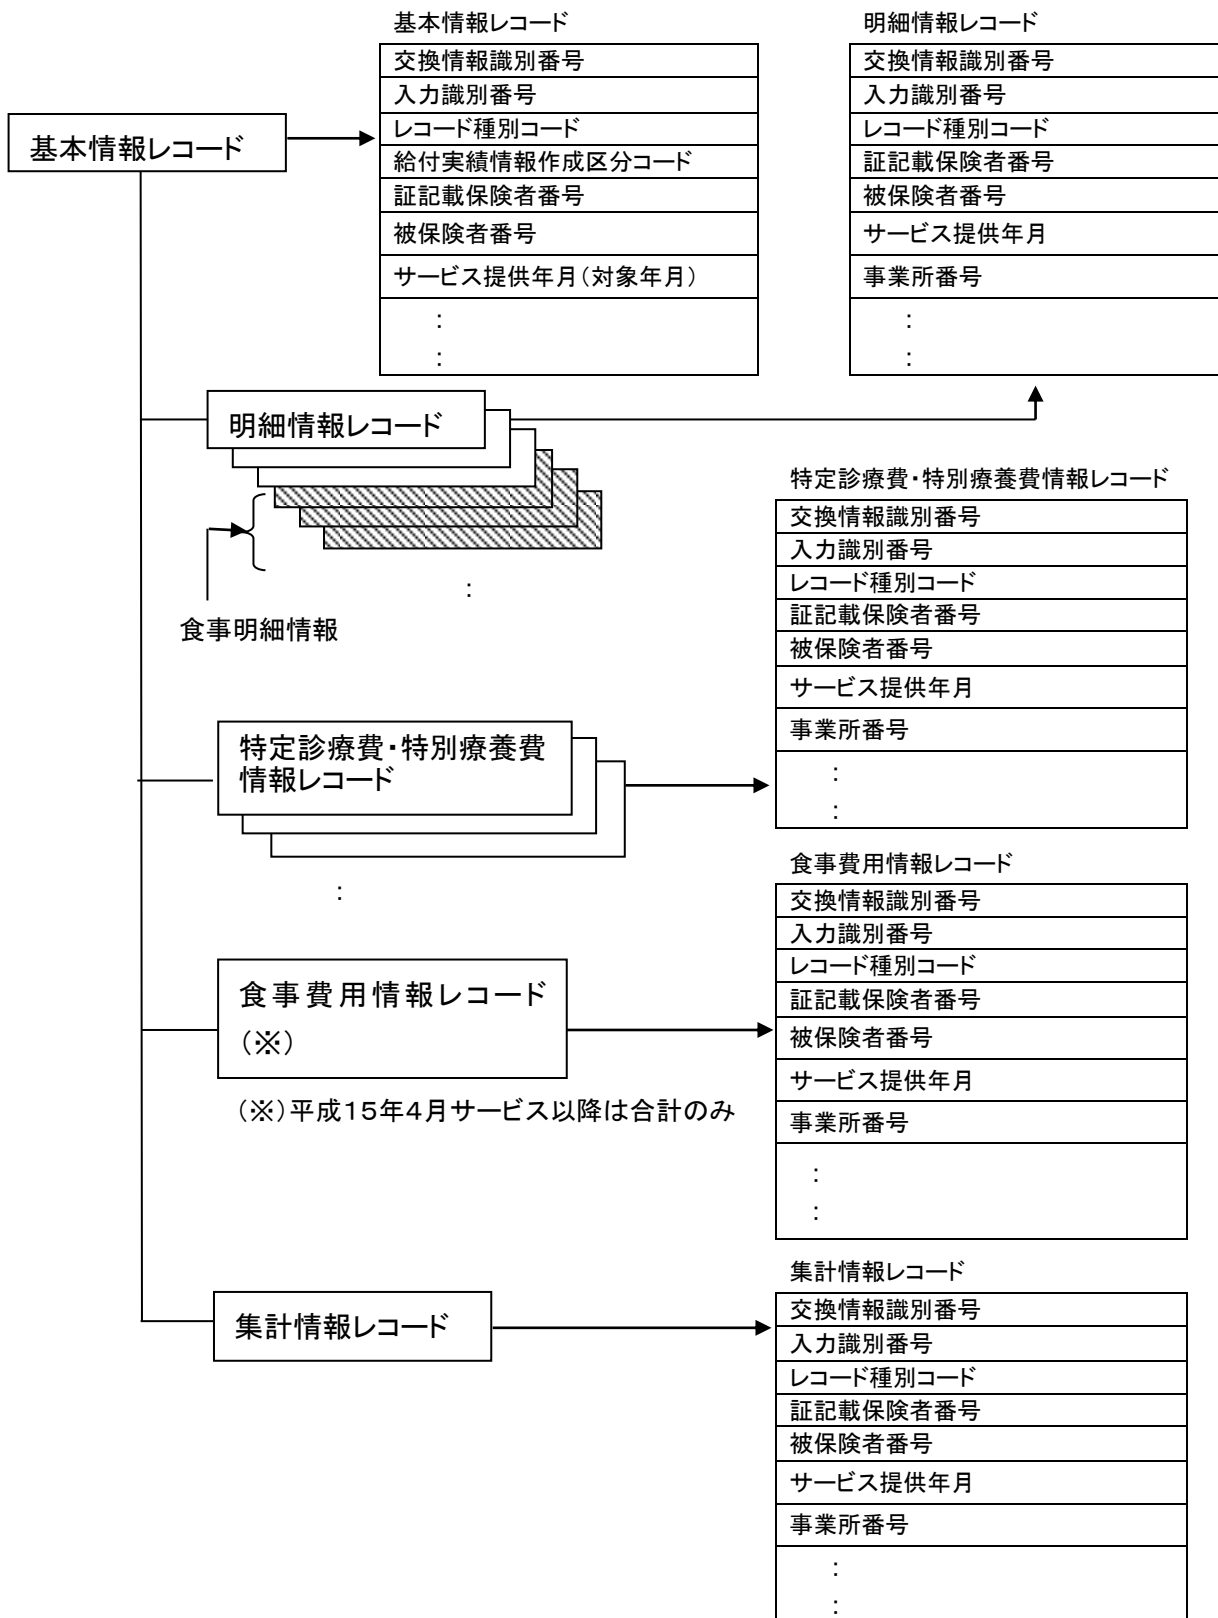 基本情報レコード
交換情報識別番号
入力識別番号
レコード種別コード
給付実績情報作成区分コード
証記載保険者番号
被保険者番号
サービス提供年月(対象年月)
:
:
明細情報レコード
交換情報識別番号
入力識別番号
レコード種別コード
証記載保険者番号
被保険者番号
サービス提供年月
事業所番号
:
:
基本情報レコード
明細情報レコード
:
食事明細情報
特定診療費・特別療養費情報レコード
交換情報識別番号
入力識別番号
レコード種別コード
証記載保険者番号
被保険者番号
サービス提供年月
事業所番号
:
:
特定診療費・特別療養費
情報レコード
:
食事費用情報レコード
交換情報識別番号
入力識別番号
レコード種別コード
証記載保険者番号
被保険者番号
サービス提供年月
事業所番号
:
:
食事費用情報レコード
(※)
(※)平成15年4月サービス以降は合計のみ
集計情報レコード
交換情報識別番号
入力識別番号
レコード種別コード
証記載保険者番号
被保険者番号
サービス提供年月
事業所番号
:
:
集計情報レコード